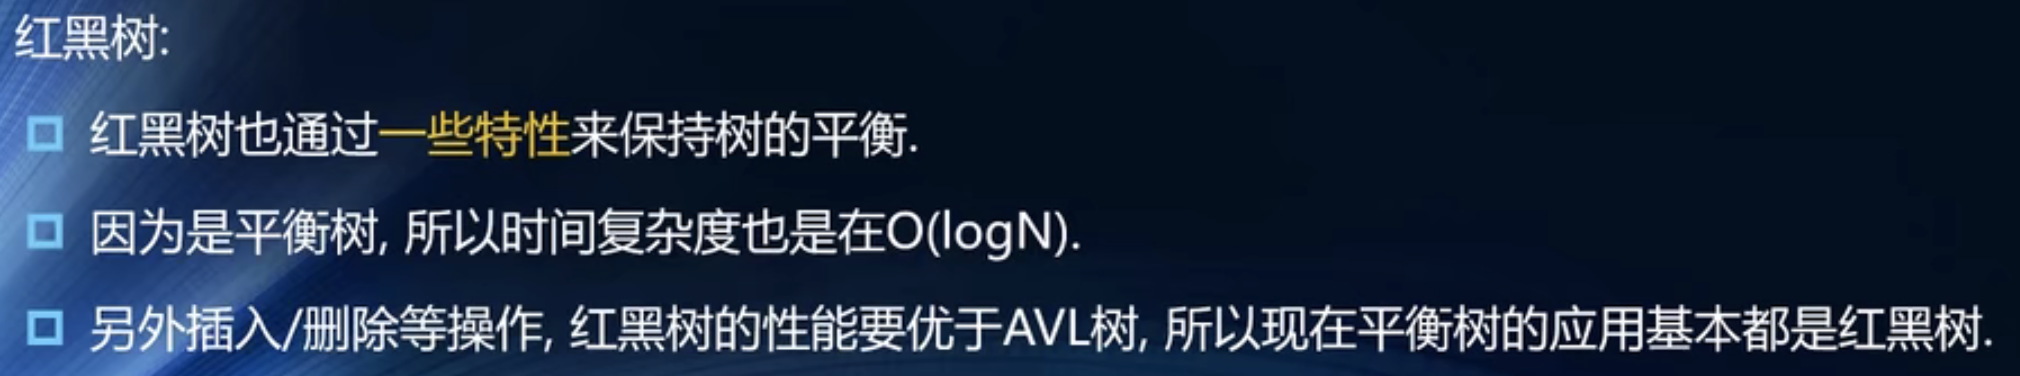 红黑树:
红黑树也通过一些特性来保持树的平衡.
因为是平衡树, 所以时间复杂度也是在O(logN).
另外插入/删除等操作, 红黑树的性能要优于AVL树, 所以现在平衡树的应用基本都是红黑树.